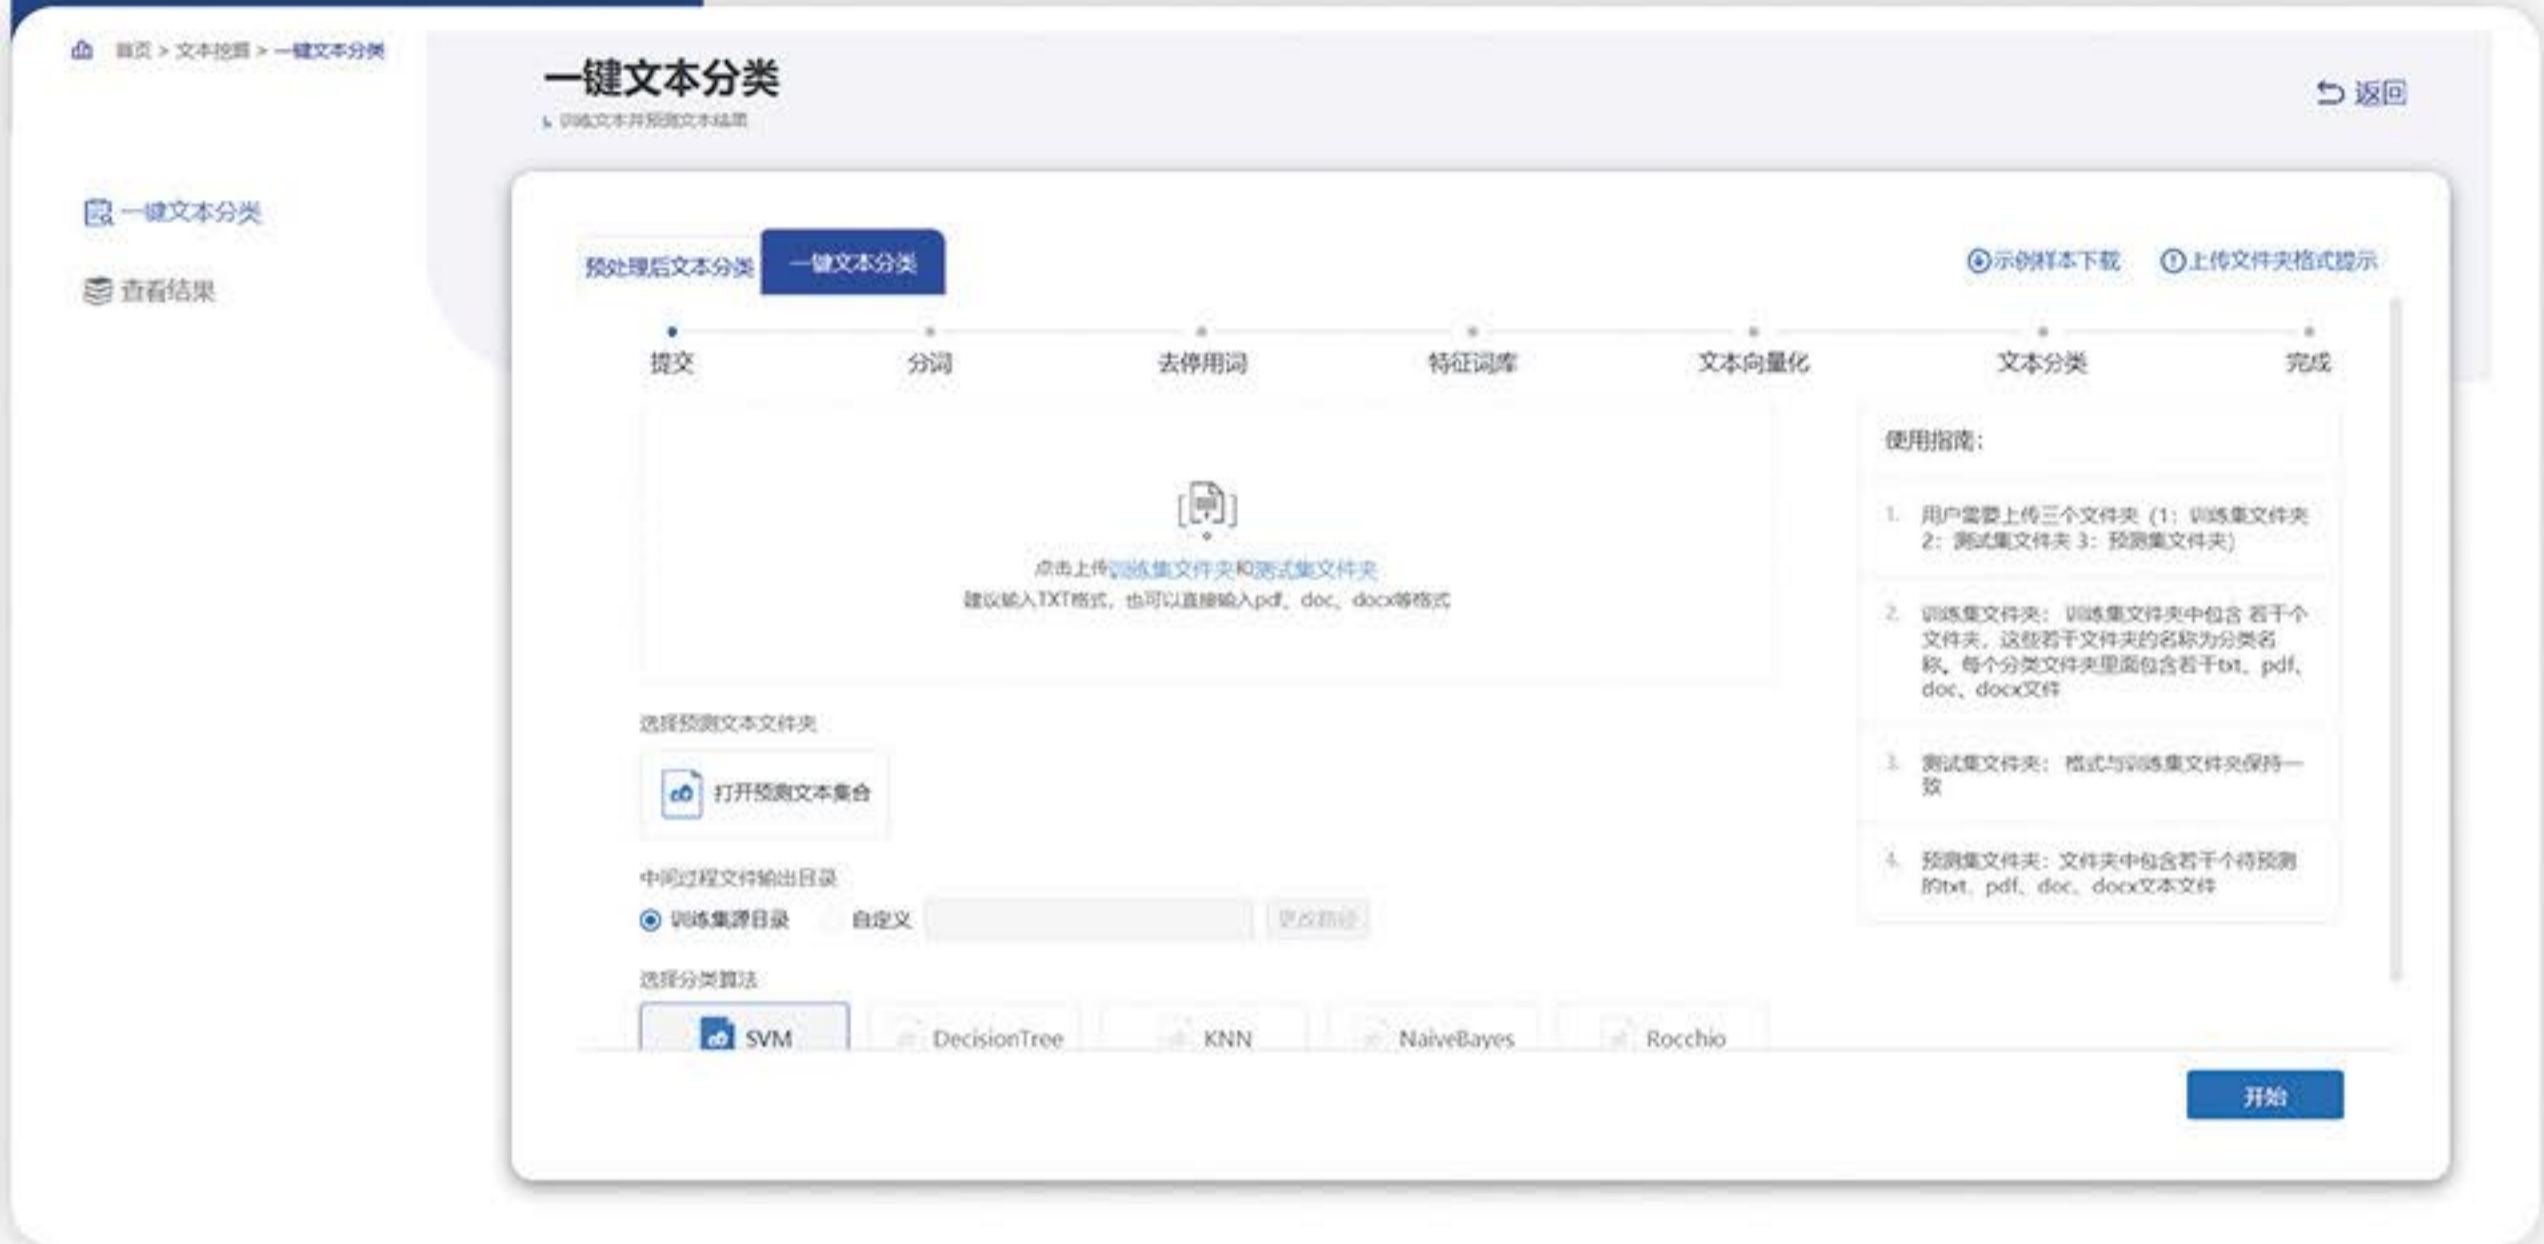 首页 > 文本挖掘 > 一键文本分类
一键文本分类
训练文本并预测文本结果
返回
一键文本分类
查看结果
预处理后文本分类
一键文本分类
示例样本下载
上传文件夹格式提示
提交
分词
去停用词
特征词库
文本向量化
文本分类
完成
点击上传训练集文件夹和测试集文件夹
建议输入TXT格式，也可以直接输入pdf、doc、docx等格式
选择预测文本文件夹
打开预测文本集合
中间过程文件输出目录
训练集源目录
自定义
更改路径
选择分类算法
SVM
DecisionTree
KNN
NaiveBayes
Rocchio
使用指南：
1. 用户需要上传三个文件夹（1：训练集文件夹
2：测试集文件夹 3：预测集文件夹）
2. 训练集文件夹： 训练集文件夹中包含 若干个
文件夹，这些若干文件夹的名称为分类名
称。每个分类文件夹里面包含若干txt、pdf、
doc、docx文件
3. 测试集文件夹： 格式与训练集文件夹保持一
致
4. 预测集文件夹：文件夹中包含若干个待预测
的txt、pdf、doc、docx文本文件
开始